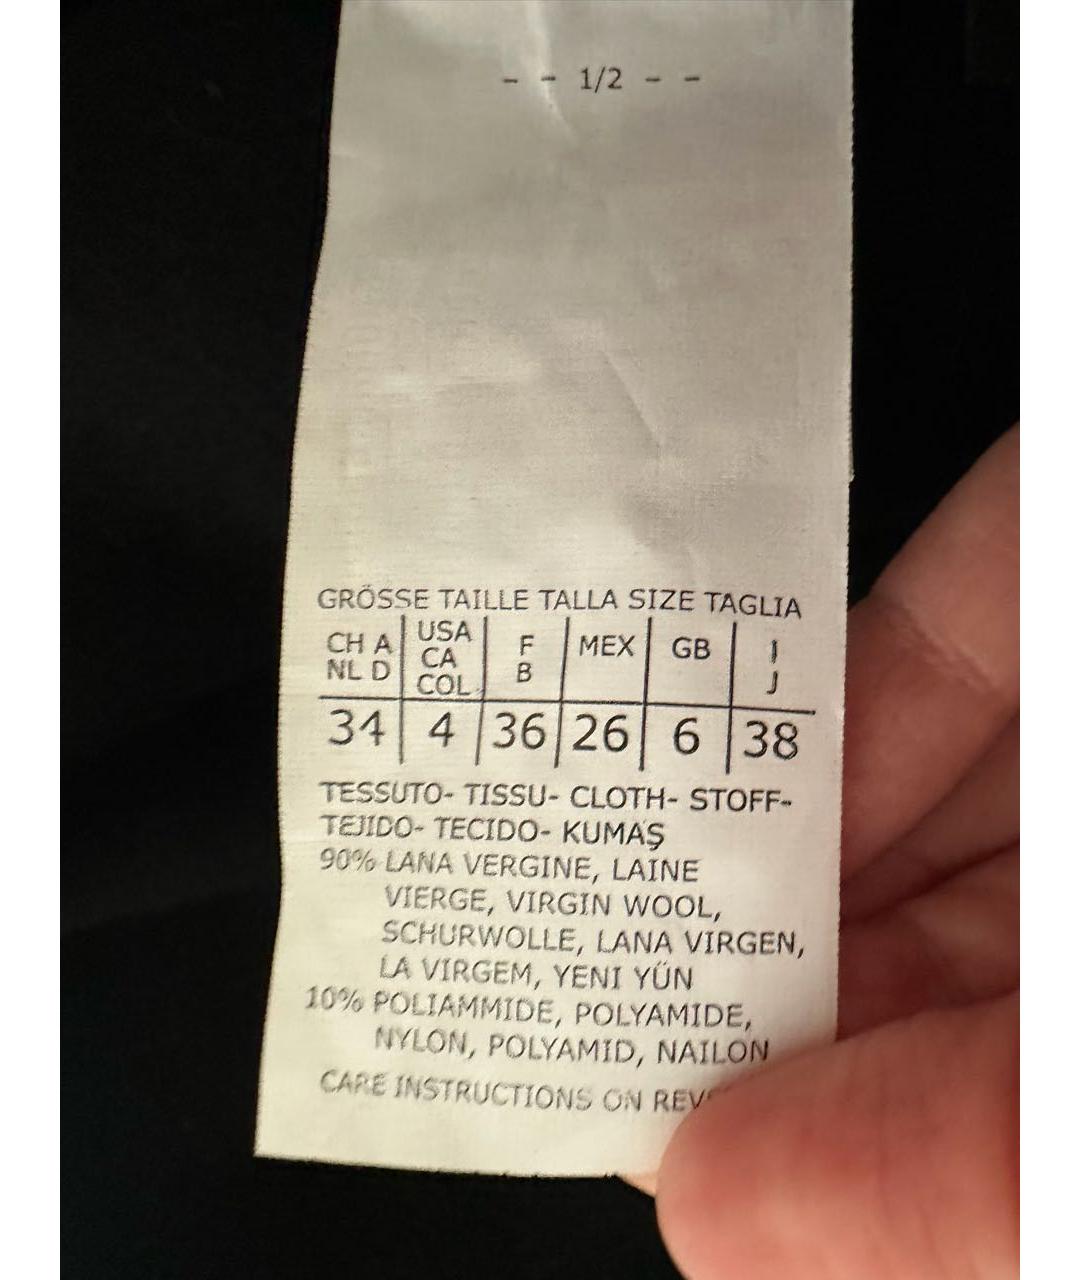 - - 1/2 - -
GRÖSSE TAILLE TALLA SIZE TAGLIA
CH A NL D | USA CA COL | F B | MEX | GB | I J
34 | 4 | 36 | 26 | 6 | 38
TESSUTO- TISSU- CLOTH- STOFF-
TEJIDO- TECIDO- KUMAŞ
90% LANA VERGINE, LAINE
VIERGE, VIRGIN WOOL,
SCHURWOLLE, LANA VIRGEN,
LA VIRGEM, YENI YÜN
10% POLIAMMIDE, POLYAMIDE,
NYLON, POLYAMID, NAILON
CARE INSTRUCTIONS ON